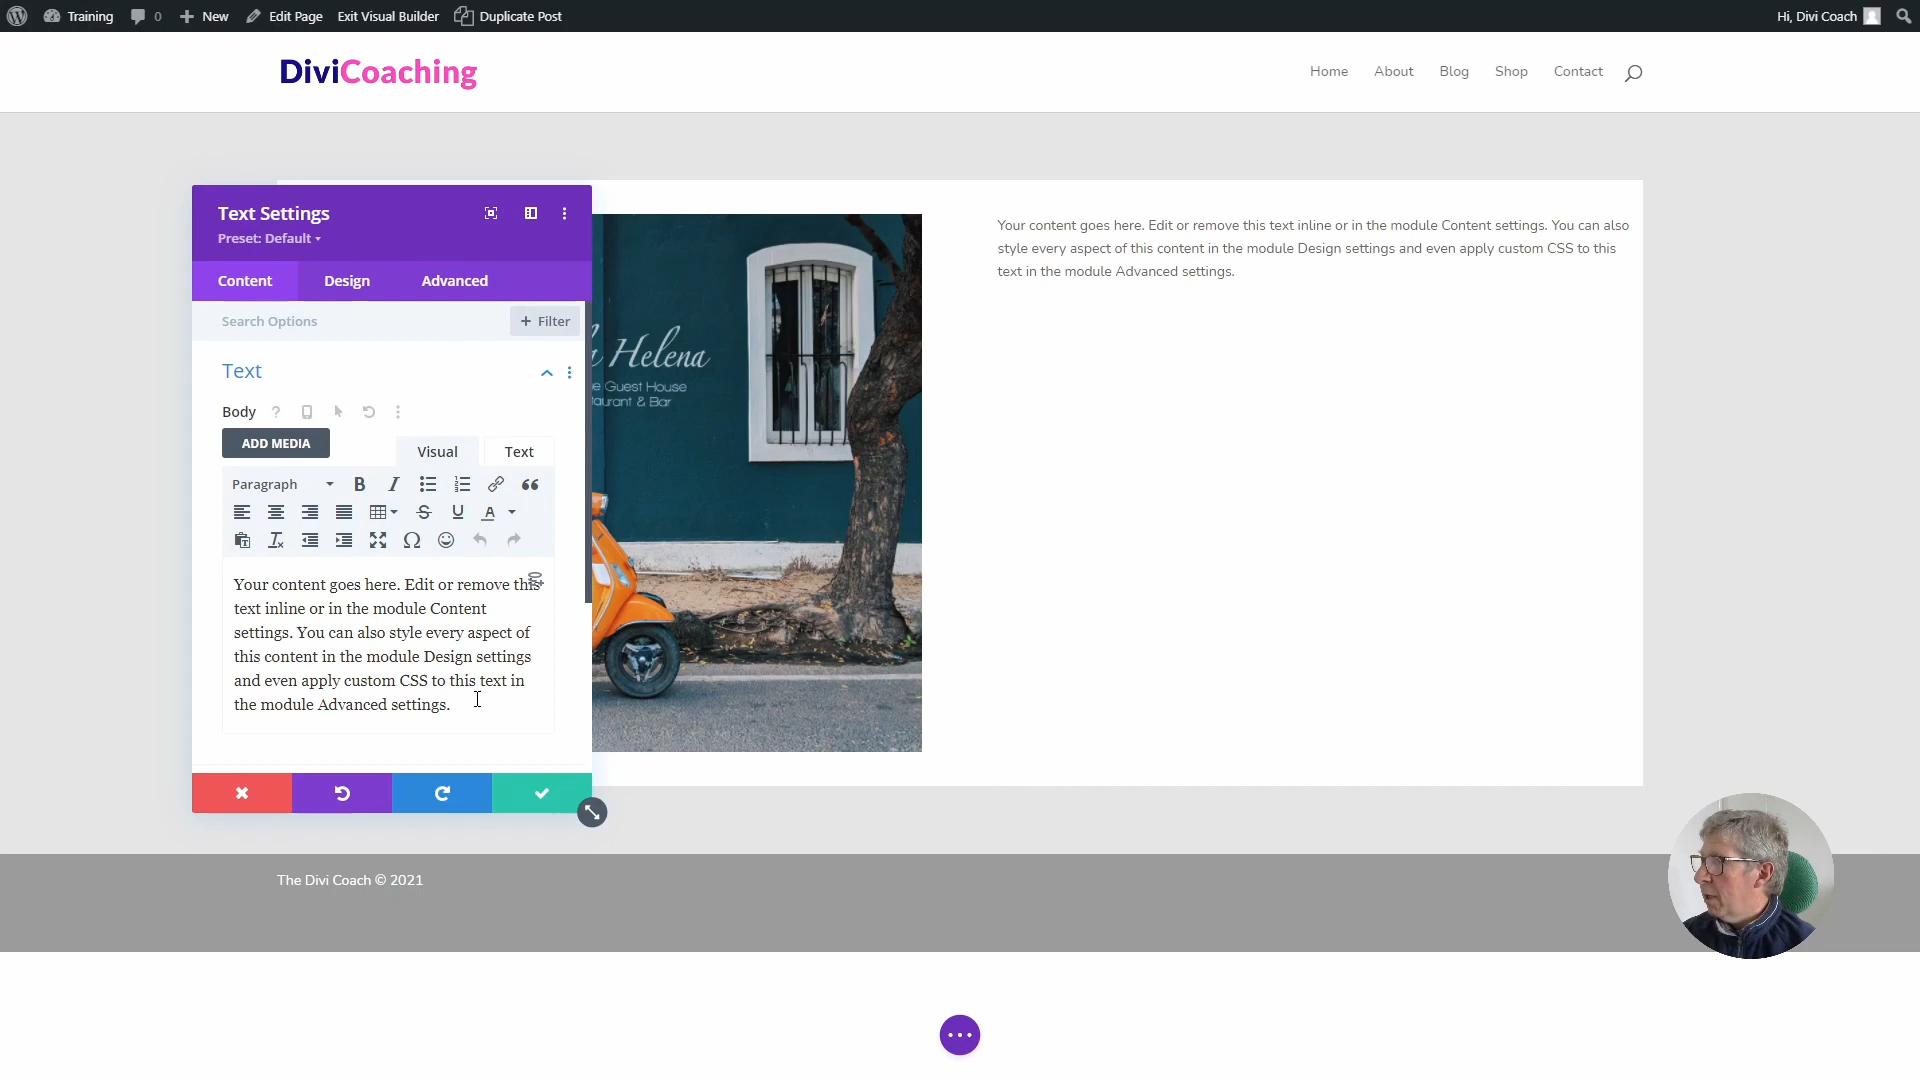 Training 0 New Edit Page Exit Visual Builder Duplicate Post Hi, Divi Coach
DiviCoaching
Home About Blog Shop Contact
Text Settings
Preset: Default
Content Design Advanced
Search Options
+ Filter
Text
Body ?
ADD MEDIA
Visual Text
Paragraph B I
A
Your content goes here. Edit or remove this
text inline or in the module Content
settings. You can also style every aspect of
this content in the module Design settings
and even apply custom CSS to this text in
the module Advanced settings.
Helena
Guest House
& Bar
Your content goes here. Edit or remove this text inline or in the module Content settings. You can also
style every aspect of this content in the module Design settings and even apply custom CSS to this
text in the module Advanced settings.
The Divi Coach © 2021